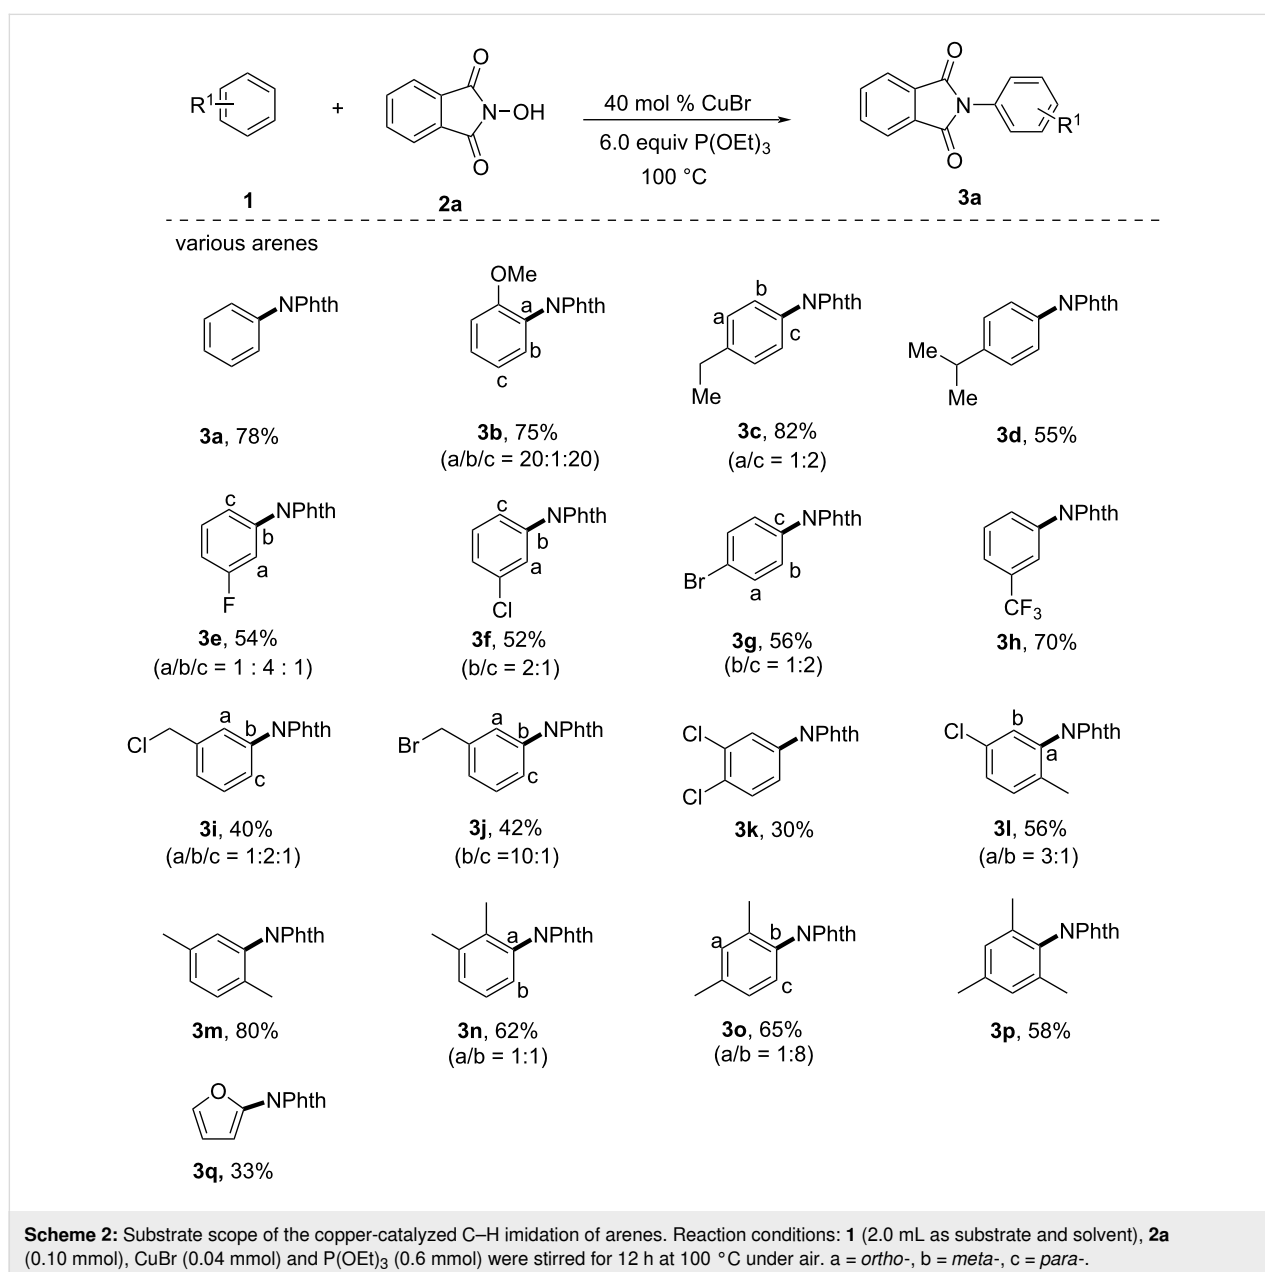 R¹
+
O
N−OH
O
40 mol % CuBr
6.0 equiv P(OEt)₃
100 °C
O
N
O
R¹
1
2a
3a
various arenes
NPhth
3a, 78%
OMe
a
NPhth
b
c
3b, 75%
(a/b/c = 20:1:20)
b
NPhth
a
c
Me
3c, 82%
(a/c = 1:2)
NPhth
Me
Me
3d, 55%
c
NPhth
b
a
F
3e, 54%
(a/b/c = 1 : 4 : 1)
c
NPhth
b
a
Cl
3f, 52%
(b/c = 2:1)
c
NPhth
b
Br
a
3g, 56%
(b/c = 1:2)
NPhth
CF₃
3h, 70%
Cl
a
b
NPhth
c
3i, 40%
(a/b/c = 1:2:1)
Br
a
b
NPhth
c
3j, 42%
(b/c =10:1)
Cl
NPhth
Cl
3k, 30%
Cl
b
NPhth
a
3l, 56%
(a/b = 3:1)
NPhth
3m, 80%
a
NPhth
b
3n, 62%
(a/b = 1:1)
a
b
NPhth
c
3o, 65%
(a/b = 1:8)
NPhth
3p, 58%
O
NPhth
3q, 33%
Scheme 2: Substrate scope of the copper-catalyzed C–H imidation of arenes. Reaction conditions: 1 (2.0 mL as substrate and solvent), 2a
(0.10 mmol), CuBr (0.04 mmol) and P(OEt)₃ (0.6 mmol) were stirred for 12 h at 100 °C under air. a = ortho-, b = meta-, c = para-.